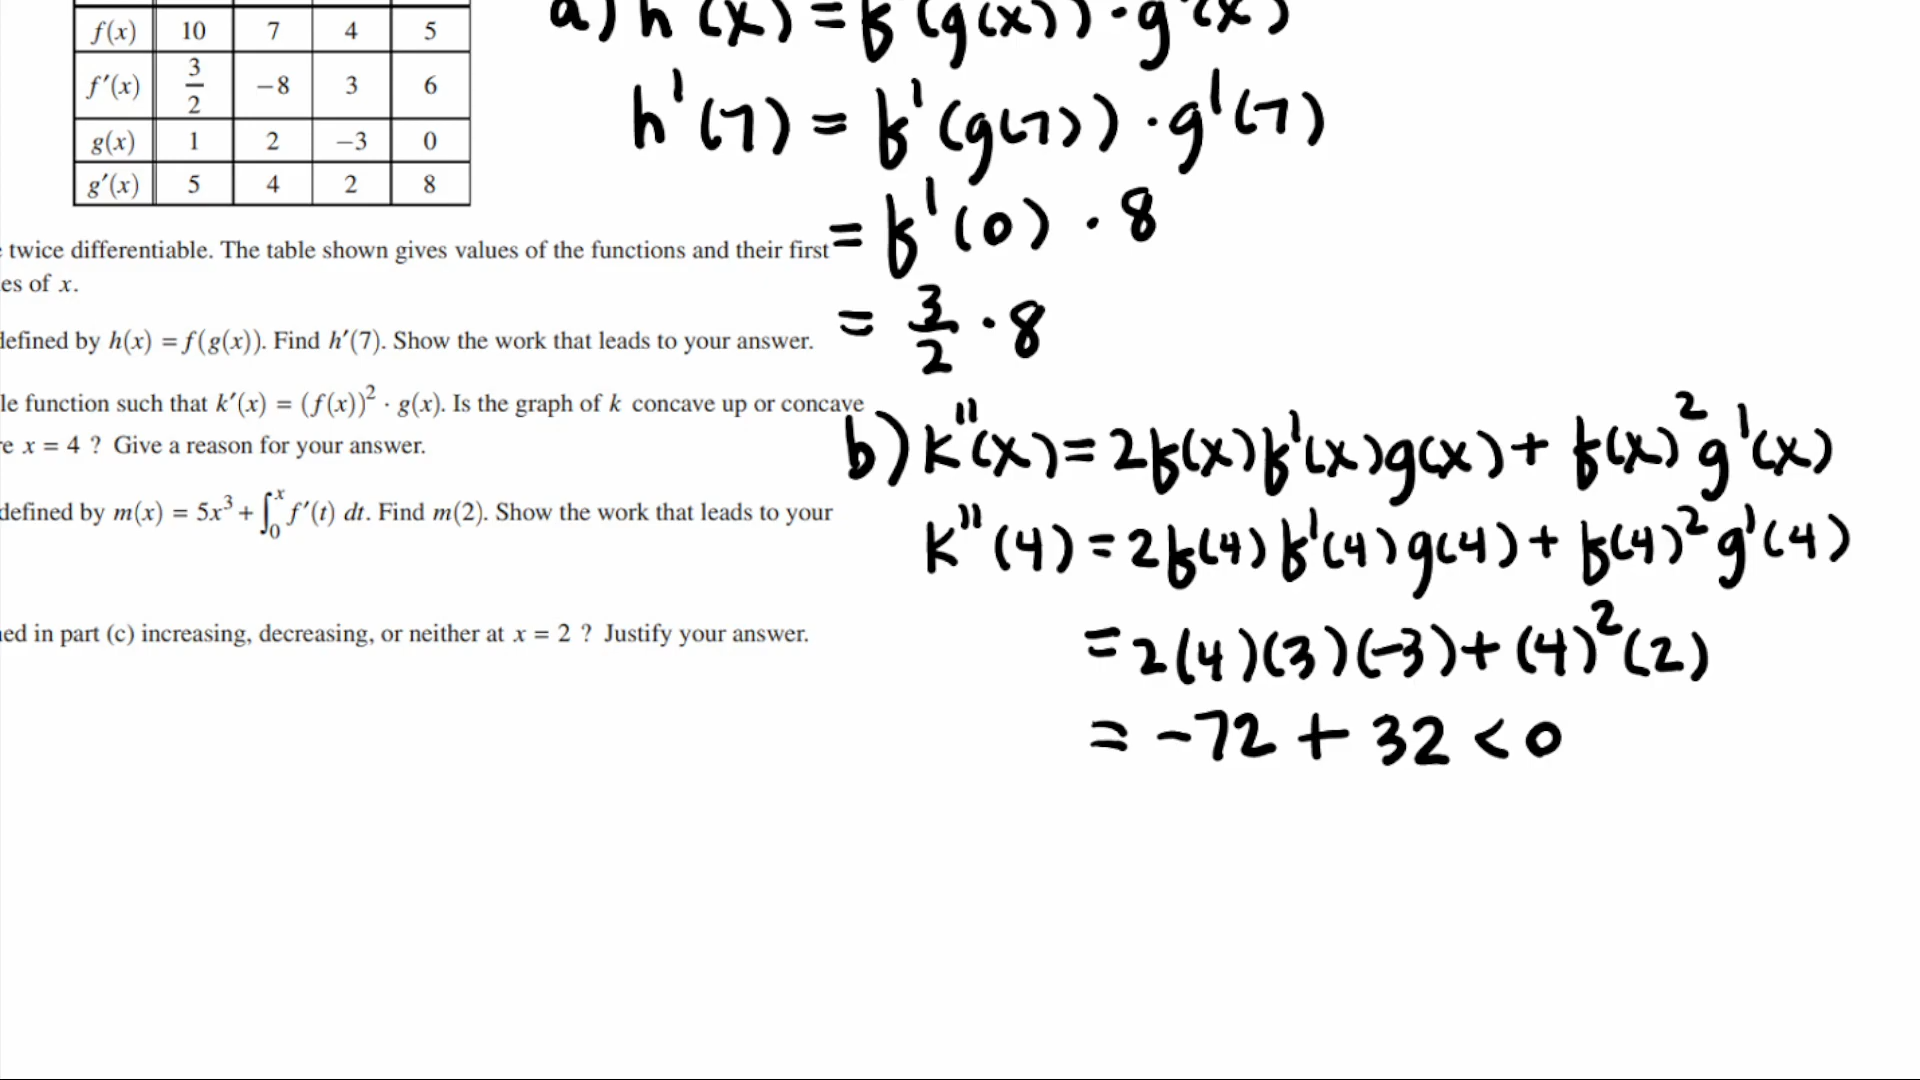 f(x) 10 7 4 5
f′(x) 3/2 −8 3 6
g(x) 1 2 −3 0
g′(x) 5 4 2 8
twice differentiable. The table shown gives values of the functions and their first
es of x.
defined by h(x) = f(g(x)). Find h′(7). Show the work that leads to your answer.
le function such that k′(x) = (f(x))² · g(x). Is the graph of k concave up or concave
e x = 4 ? Give a reason for your answer.
defined by m(x) = 5x³ + ∫₀ˣ f′(t) dt. Find m(2). Show the work that leads to your
ned in part (c) increasing, decreasing, or neither at x = 2 ? Justify your answer.
a) h'(x) = f'(g(x)) · g'(x)
h'(7) = f'(g(7)) · g'(7)
= f'(0) · 8
= 3/2 · 8
b) k''(x) = 2f(x)f'(x)g(x) + f(x)²g'(x)
k''(4) = 2f(4)f'(4)g(4) + f(4)²g'(4)
= 2(4)(3)(-3) + (4)²(2)
= -72 + 32 < 0